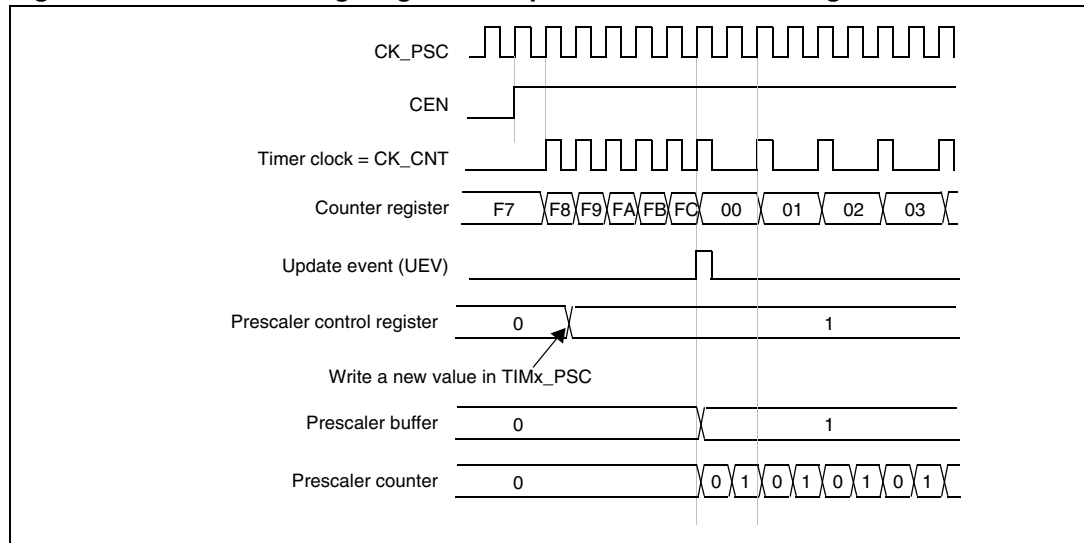 CK_PSC
CEN
Timer clock = CK_CNT
Counter register F7 F8 F9 FA FB FC 00 01 02 03
Update event (UEV)
Prescaler control register 0 1
Write a new value in TIMx_PSC
Prescaler buffer 0 1
Prescaler counter 0 0 1 0 1 0 1 0 1